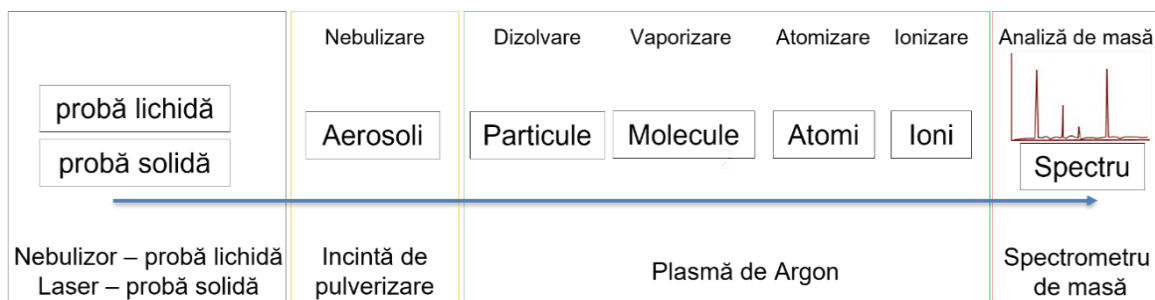 Nebulizare
Dizolvare
Vaporizare
Atomizare
Ionizare
Analiză de masă
probă lichidă
probă solidă
Aerosoli
Particule
Molecule
Atomi
Ioni
Spectru
Nebulizor – probă lichidă
Laser – probă solidă
Incintă de
pulverizare
Plasmă de Argon
Spectrometru
de masă